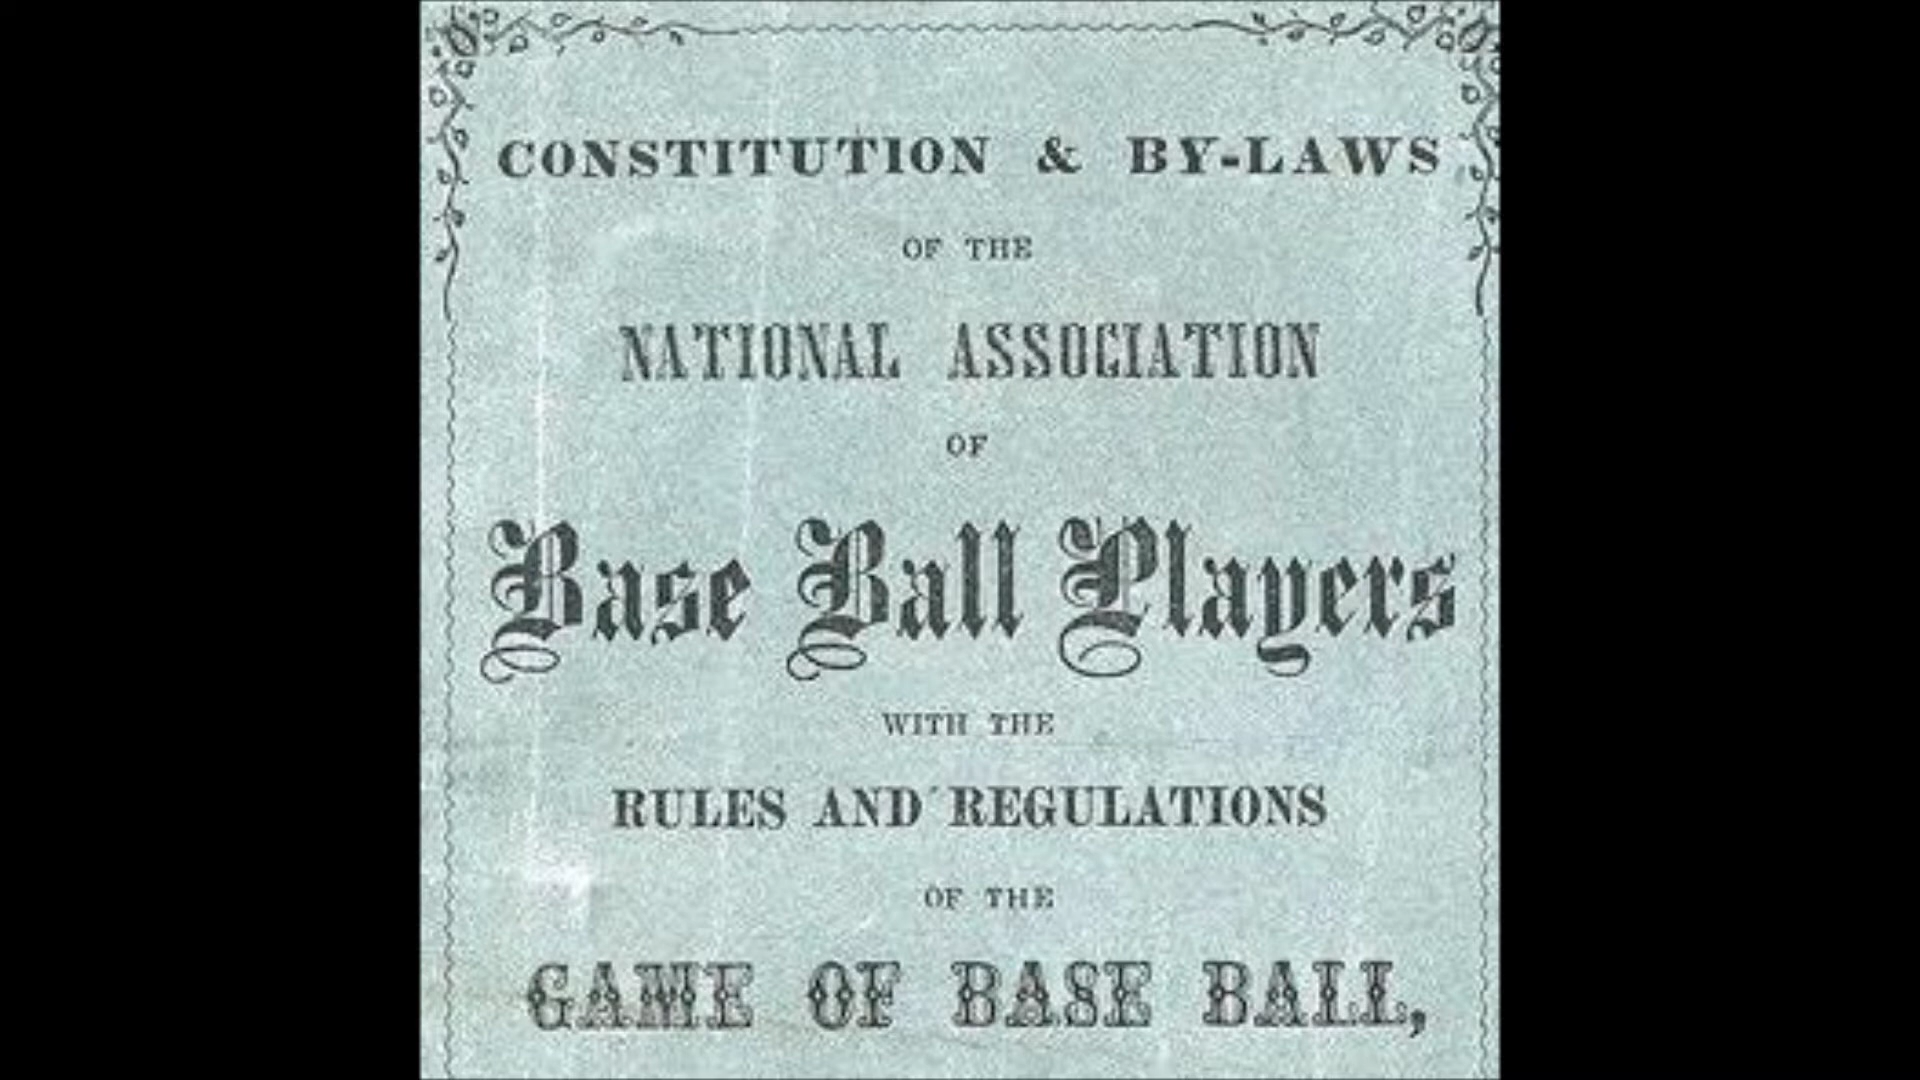 CONSTITUTION & BY-LAWS
OF THE
NATIONAL ASSOCIATION
OF
Base Ball Players
WITH THE
RULES AND REGULATIONS
OF THE
GAME OF BASE BALL,